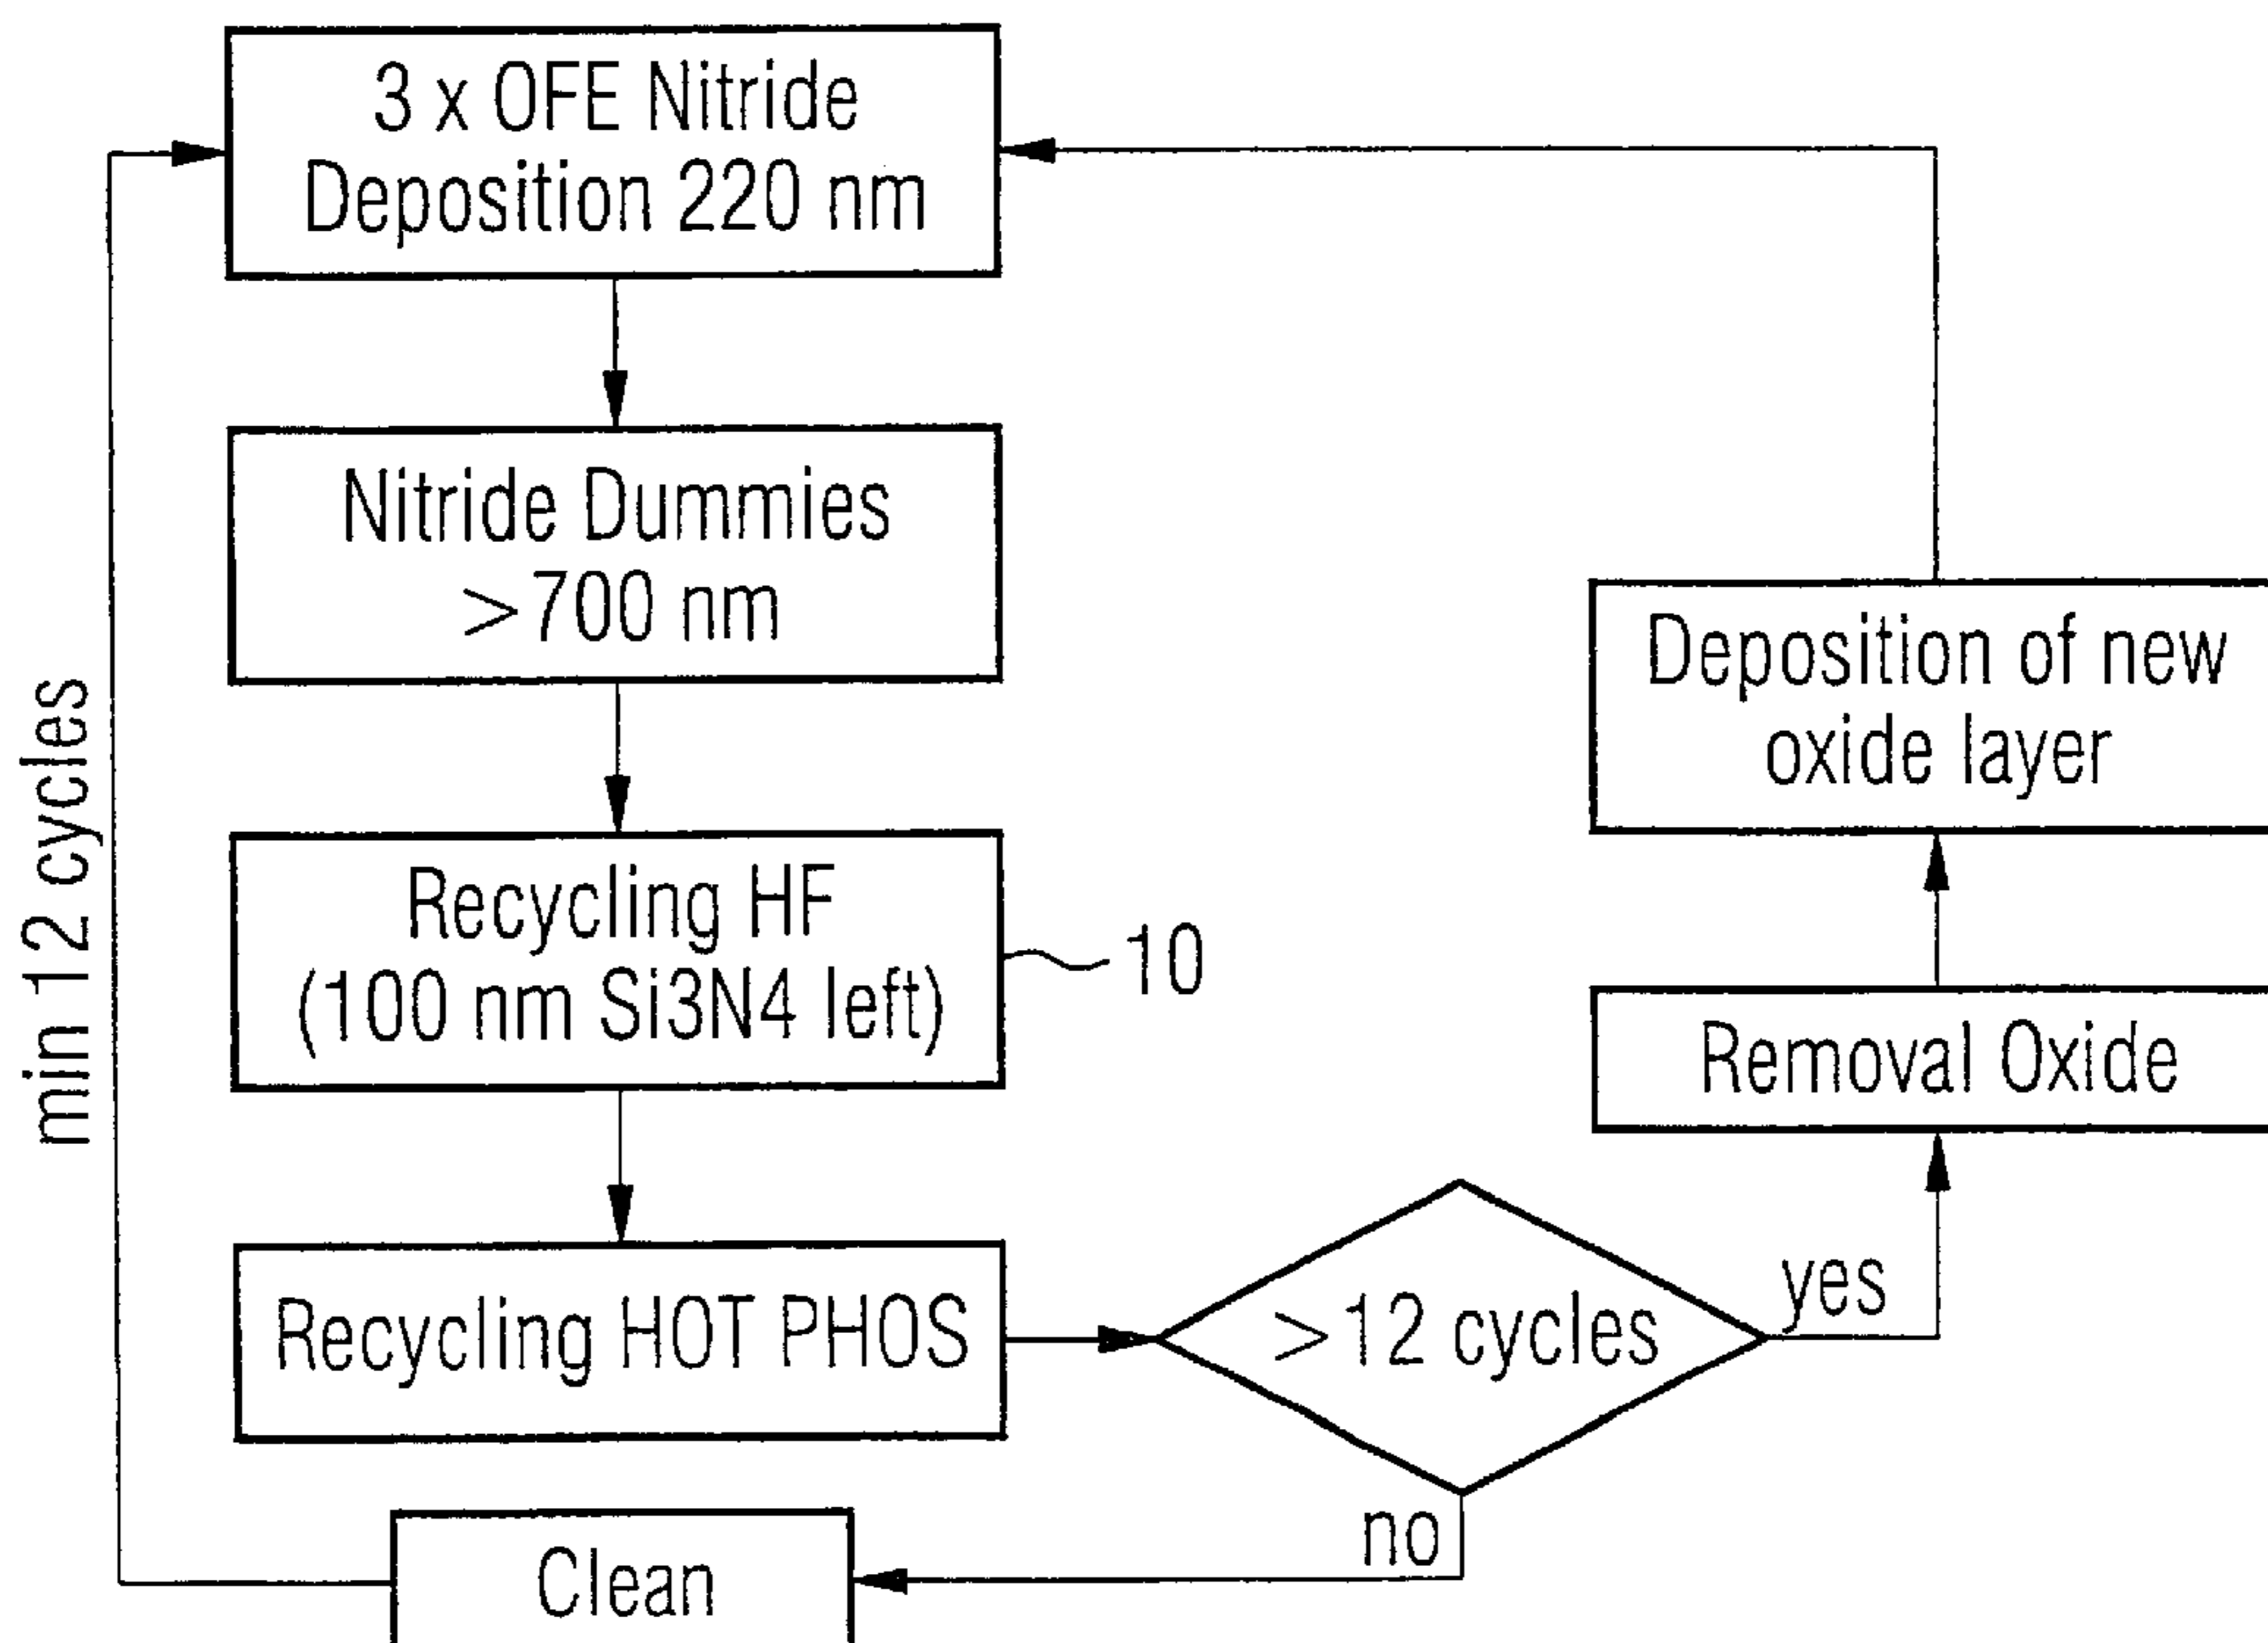 3 x OFE Nitride
Deposition 220 nm
Nitride Dummies
>700 nm
Recycling HF
(100 nm Si3N4 left)
10
Recycling HOT PHOS
>12 cycles
yes
no
Clean
min 12 cycles
Removal Oxide
Deposition of new
oxide layer